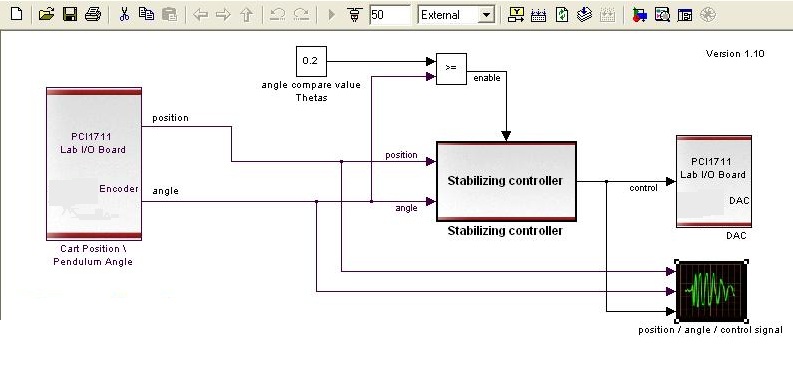 50
External
Version 1.10
0.2
>=
angle compare value
Thetas
enable
PCI1711
Lab I/O Board
Encoder
Cart Position \
Pendulum Angle
position
angle
position
angle
Stabilizing controller
Stabilizing controller
control
PCI1711
Lab I/O Board
DAC
DAC
position / angle / control signal